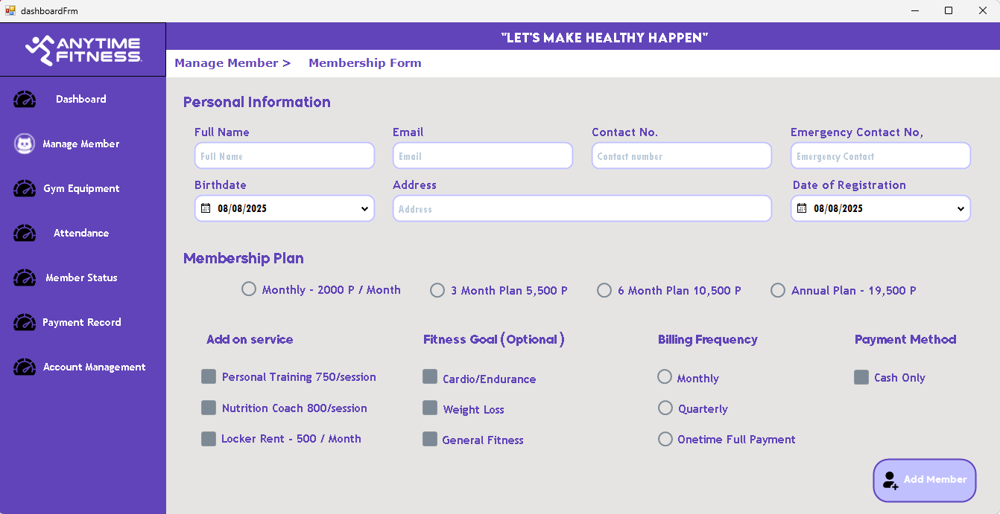 dashboardFrm
ANYTIME
FITNESS
"LET'S MAKE HEALTHY HAPPEN"
Manage Member > Membership Form
Dashboard
Manage Member
Gym Equipment
Attendance
Member Status
Payment Record
Account Management
Personal Information
Full Name Email Contact No. Emergency Contact No,
Full Name Email Contact number Emergency Contact
Birthdate Address Date of Registration
08/08/2025 Address 08/08/2025
Membership Plan
Monthly - 2000 P / Month 3 Month Plan 5,500 P 6 Month Plan 10,500 P Annual Plan - 19,500 P
Add on service Fitness Goal (Optional ) Billing Frequency Payment Method
Personal Training 750/session Cardio/Endurance Monthly Cash Only
Nutrition Coach 800/session Weight Loss Quarterly
Locker Rent - 500 / Month General Fitness Onetime Full Payment
Add Member